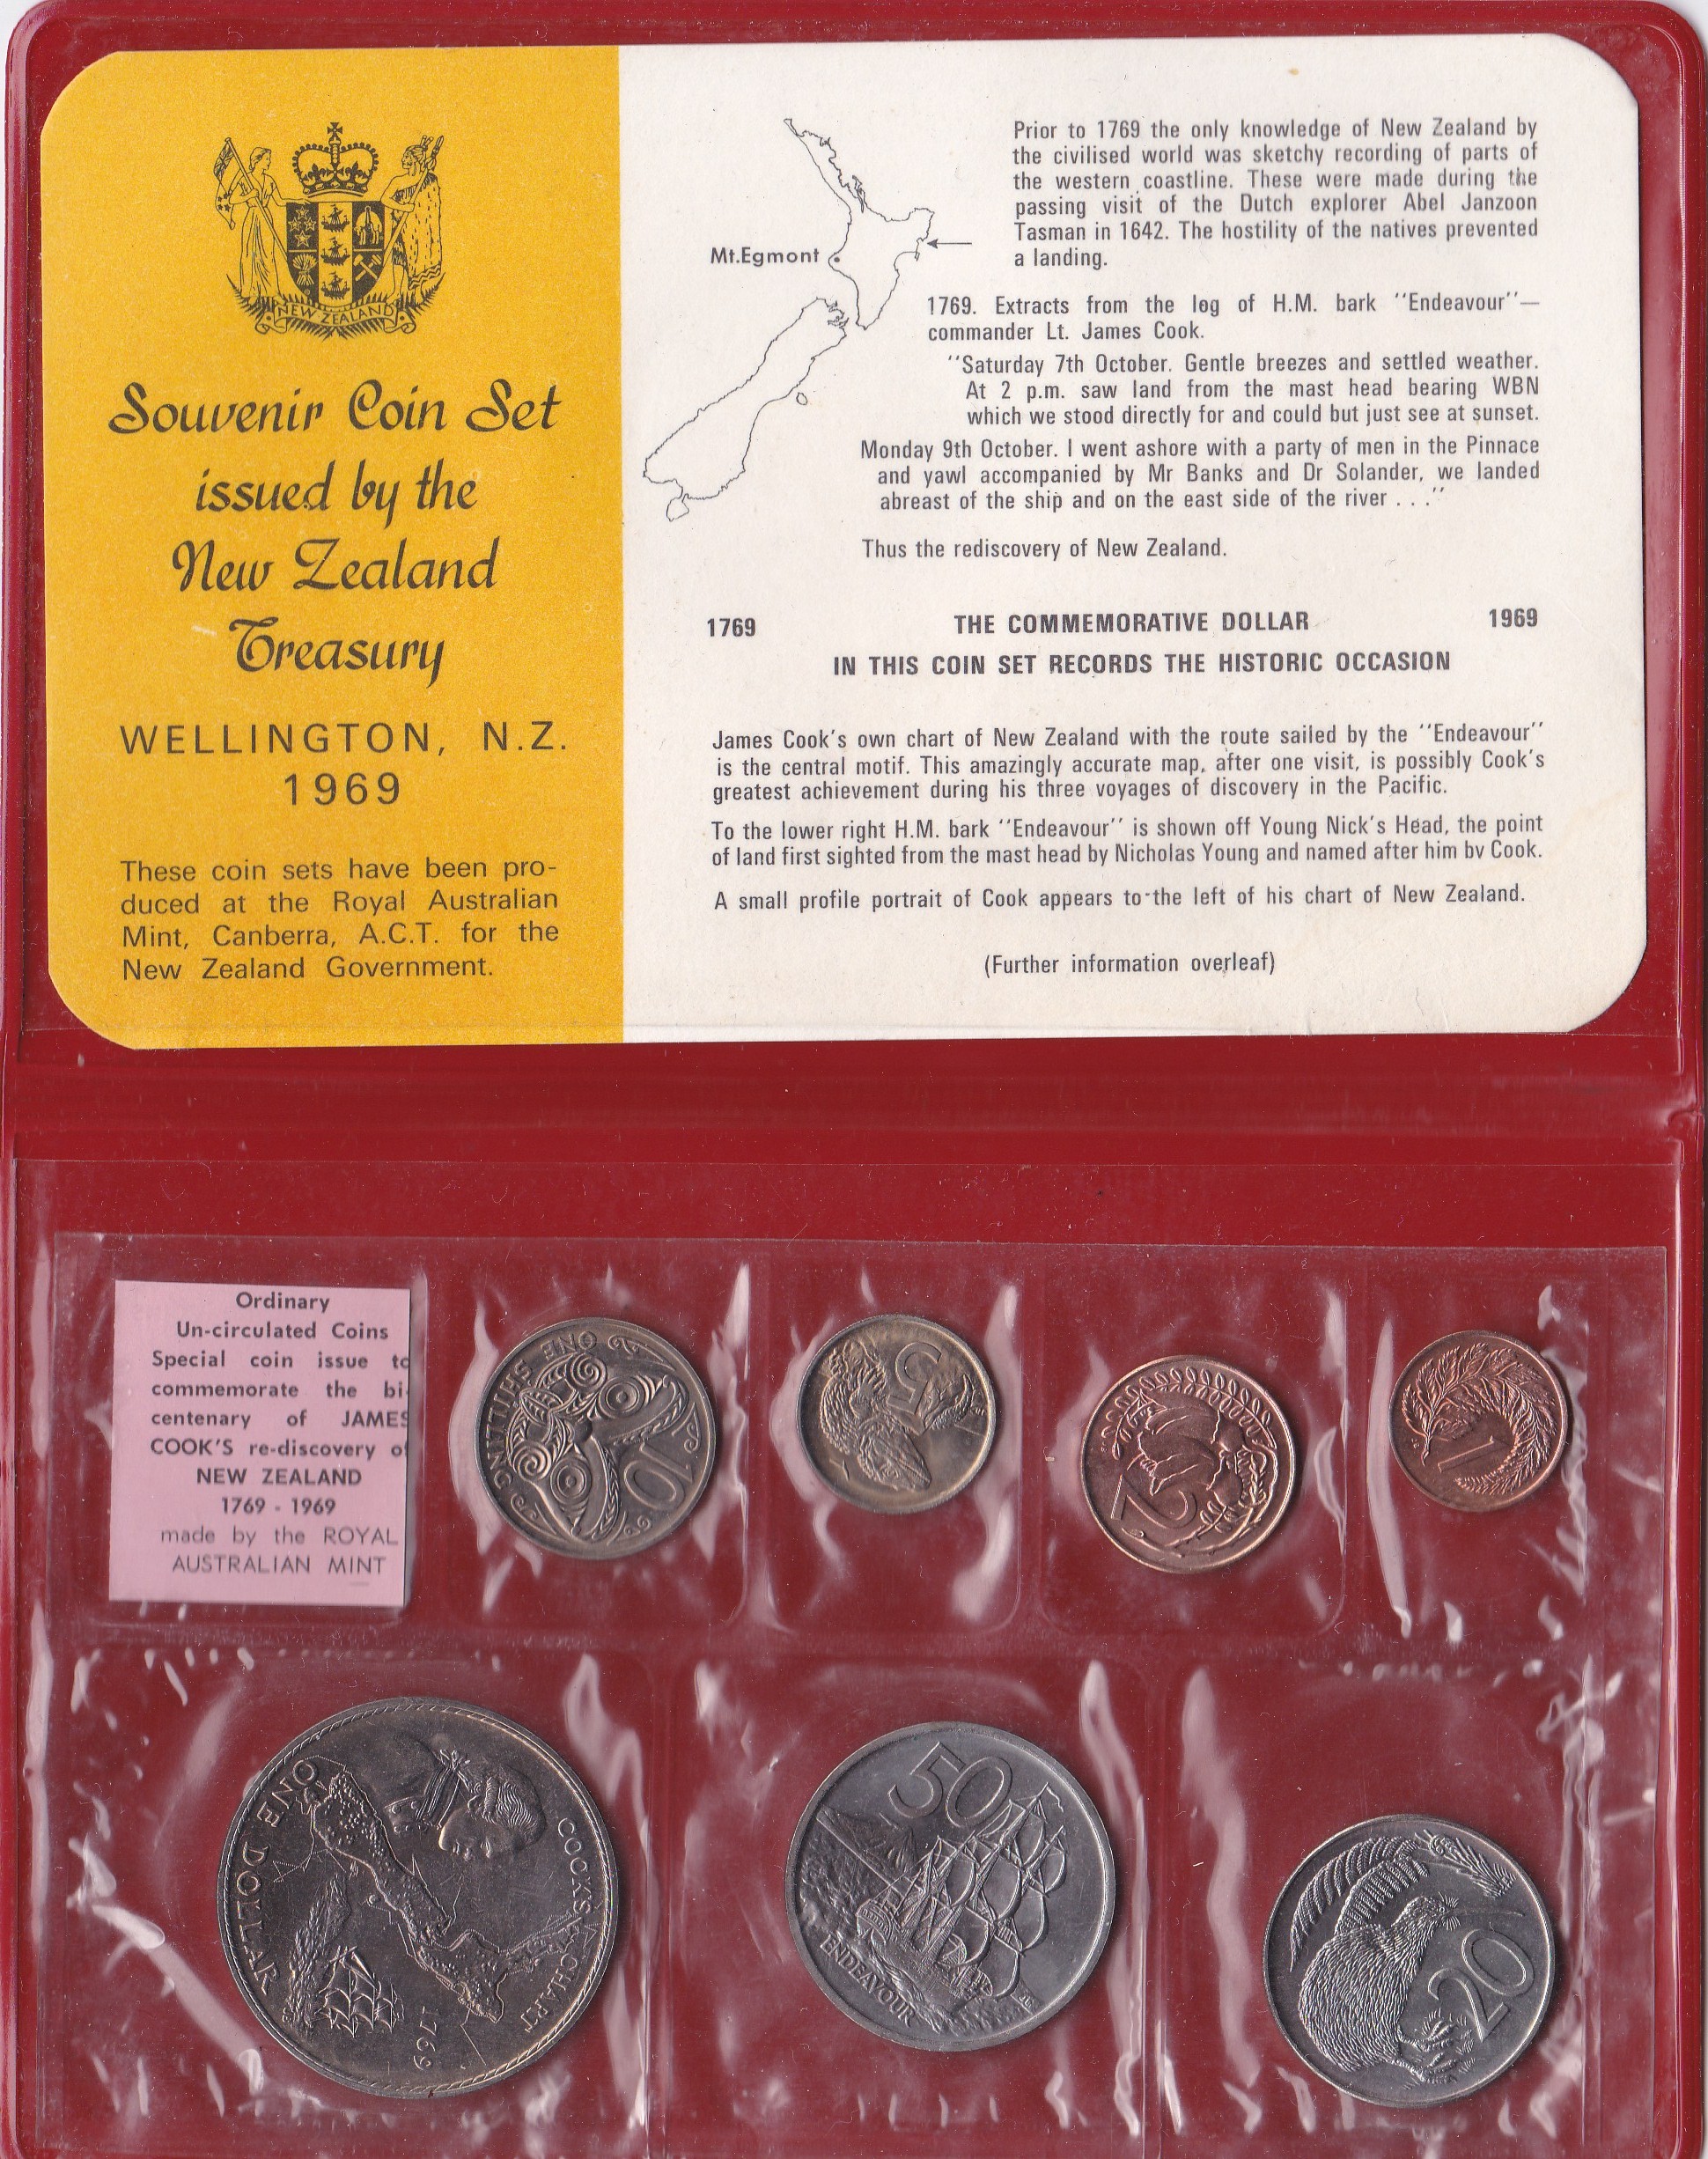 NEW ZEALAND
Souvenir Coin Set
issued by the
New Zealand
Treasury
WELLINGTON, N.Z.
1969
These coin sets have been pro-
duced at the Royal Australian
Mint, Canberra, A.C.T. for the
New Zealand Government.
Mt.Egmont
Prior to 1769 the only knowledge of New Zealand by
the civilised world was sketchy recording of parts of
the western coastline. These were made during the
passing visit of the Dutch explorer Abel Janzoon
Tasman in 1642. The hostility of the natives prevented
a landing.
1769. Extracts from the log of H.M. bark "Endeavour"—
commander Lt. James Cook.
"Saturday 7th October. Gentle breezes and settled weather.
At 2 p.m. saw land from the mast head bearing WBN
which we stood directly for and could but just see at sunset.
Monday 9th October. I went ashore with a party of men in the Pinnace
and yawl accompanied by Mr Banks and Dr Solander, we landed
abreast of the ship and on the east side of the river . . ."
Thus the rediscovery of New Zealand.
1769 THE COMMEMORATIVE DOLLAR 1969
IN THIS COIN SET RECORDS THE HISTORIC OCCASION
James Cook's own chart of New Zealand with the route sailed by the "Endeavour"
is the central motif. This amazingly accurate map, after one visit, is possibly Cook's
greatest achievement during his three voyages of discovery in the Pacific.
To the lower right H.M. bark "Endeavour" is shown off Young Nick's Head, the point
of land first sighted from the mast head by Nicholas Young and named after him by Cook.
A small profile portrait of Cook appears to the left of his chart of New Zealand.
(Further information overleaf)
Ordinary
Un-circulated Coins
Special coin issue to
commemorate the bi
centenary of JAMES
COOK'S re-discovery of
NEW ZEALAND
1769 - 1969
made by the ROYAL
AUSTRALIAN MINT
ONE SHILLING
10
5
2
1
COOK'S CHART
1769
ONE DOLLAR
50
ENDEAVOUR
20